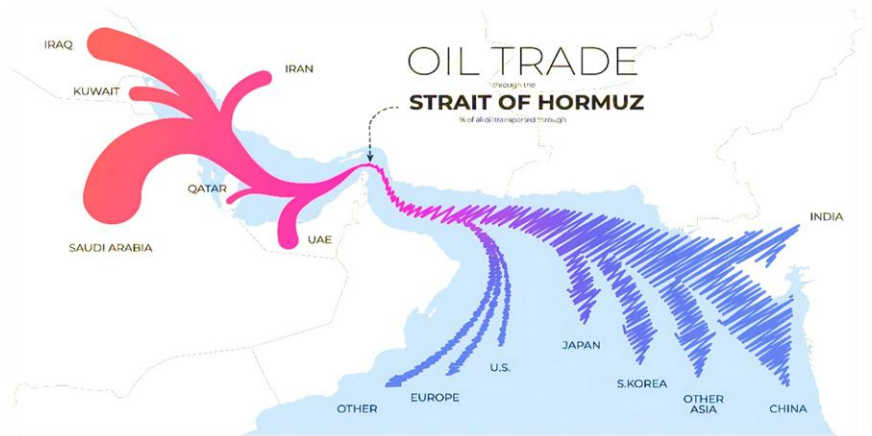 OIL TRADE
through the
STRAIT OF HORMUZ
% of all oil transported through
IRAQ
IRAN
KUWAIT
QATAR
UAE
SAUDI ARABIA
INDIA
JAPAN
U.S.
S.KOREA
EUROPE
OTHER
OTHER
ASIA
CHINA